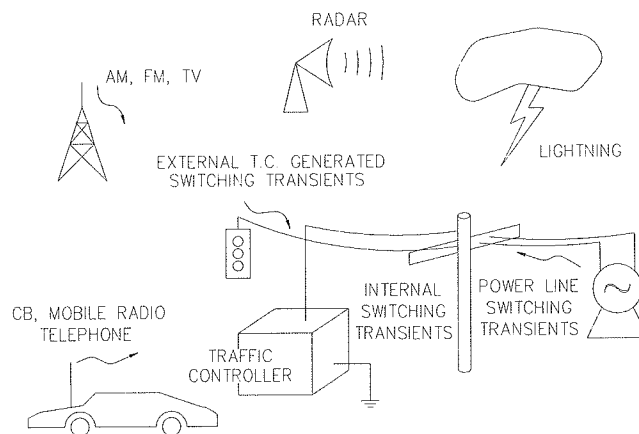 RADAR
AM, FM, TV
LIGHTNING
EXTERNAL T.C. GENERATED
SWITCHING TRANSIENTS
INTERNAL
SWITCHING
TRANSIENTS
POWER LINE
SWITCHING
TRANSIENTS
CB, MOBILE RADIO
TELEPHONE
TRAFFIC
CONTROLLER